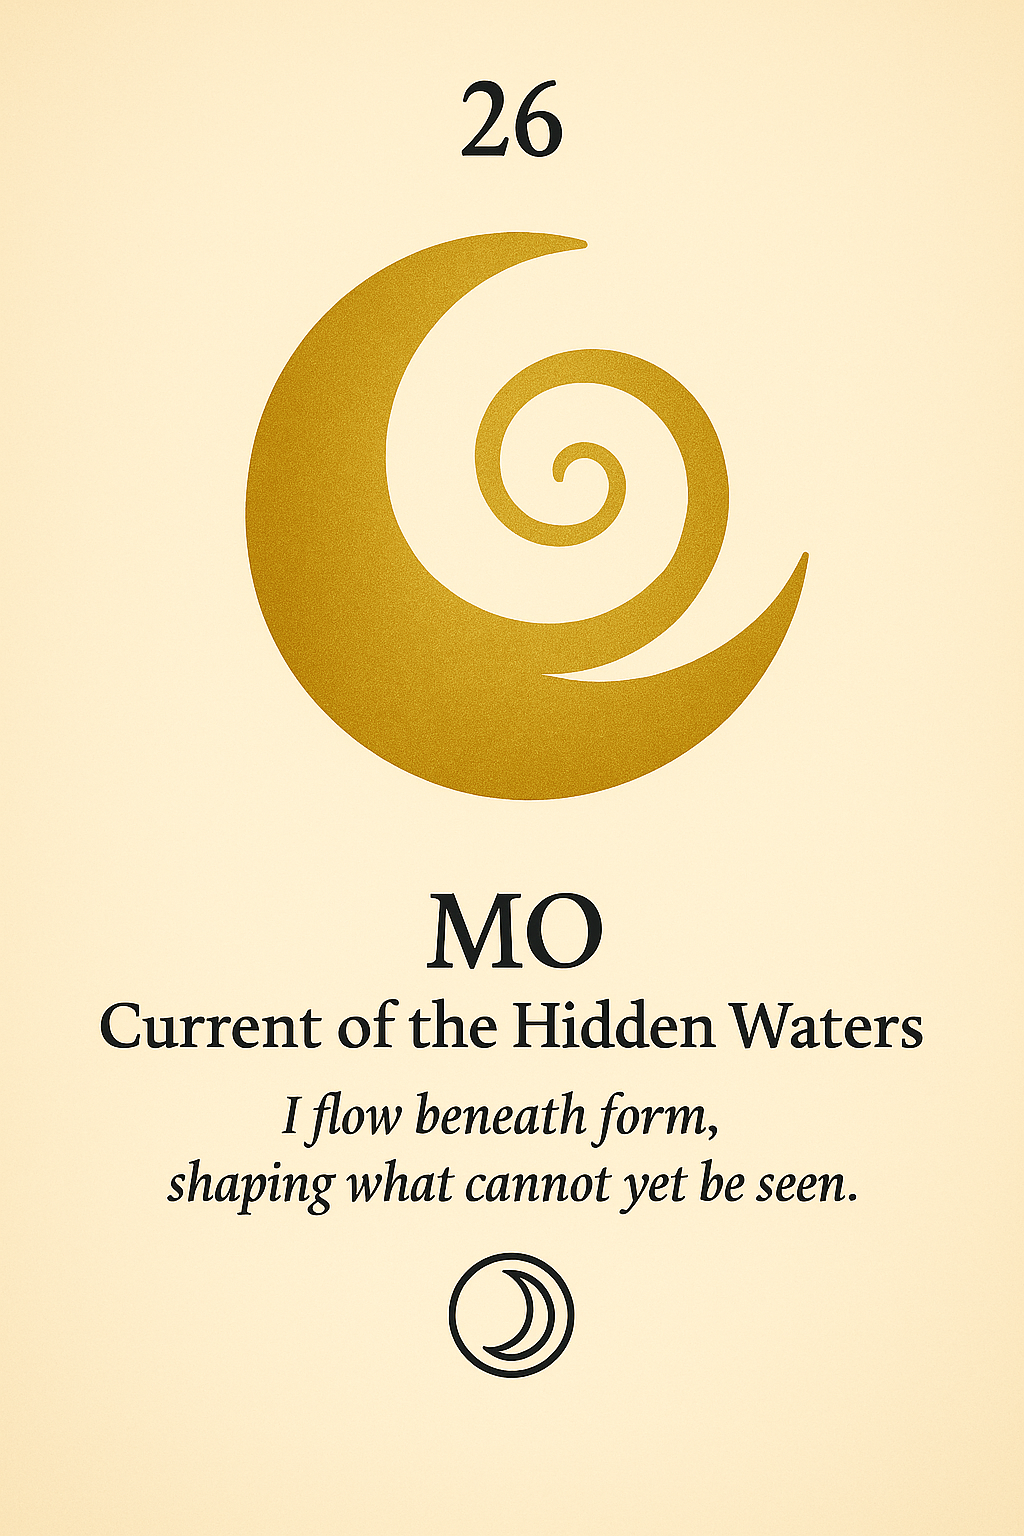 26
MO
Current of the Hidden Waters
I flow beneath form,
shaping what cannot yet be seen.